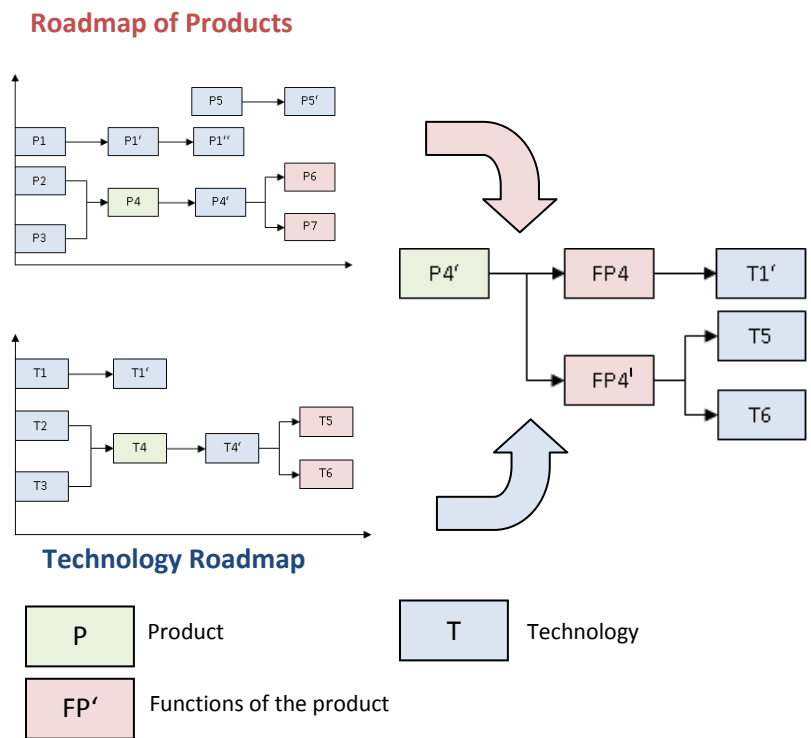 Roadmap of Products
P5 P5‘
P1 P1‘ P1‘‘
P2 P6
P4 P4‘
P3 P7
P4‘ FP4 T1‘
T5
FP4'
T6
T1 T1‘
T2 T5
T4 T4‘
T3 T6
Technology Roadmap
P Product T Technology
FP‘ Functions of the product